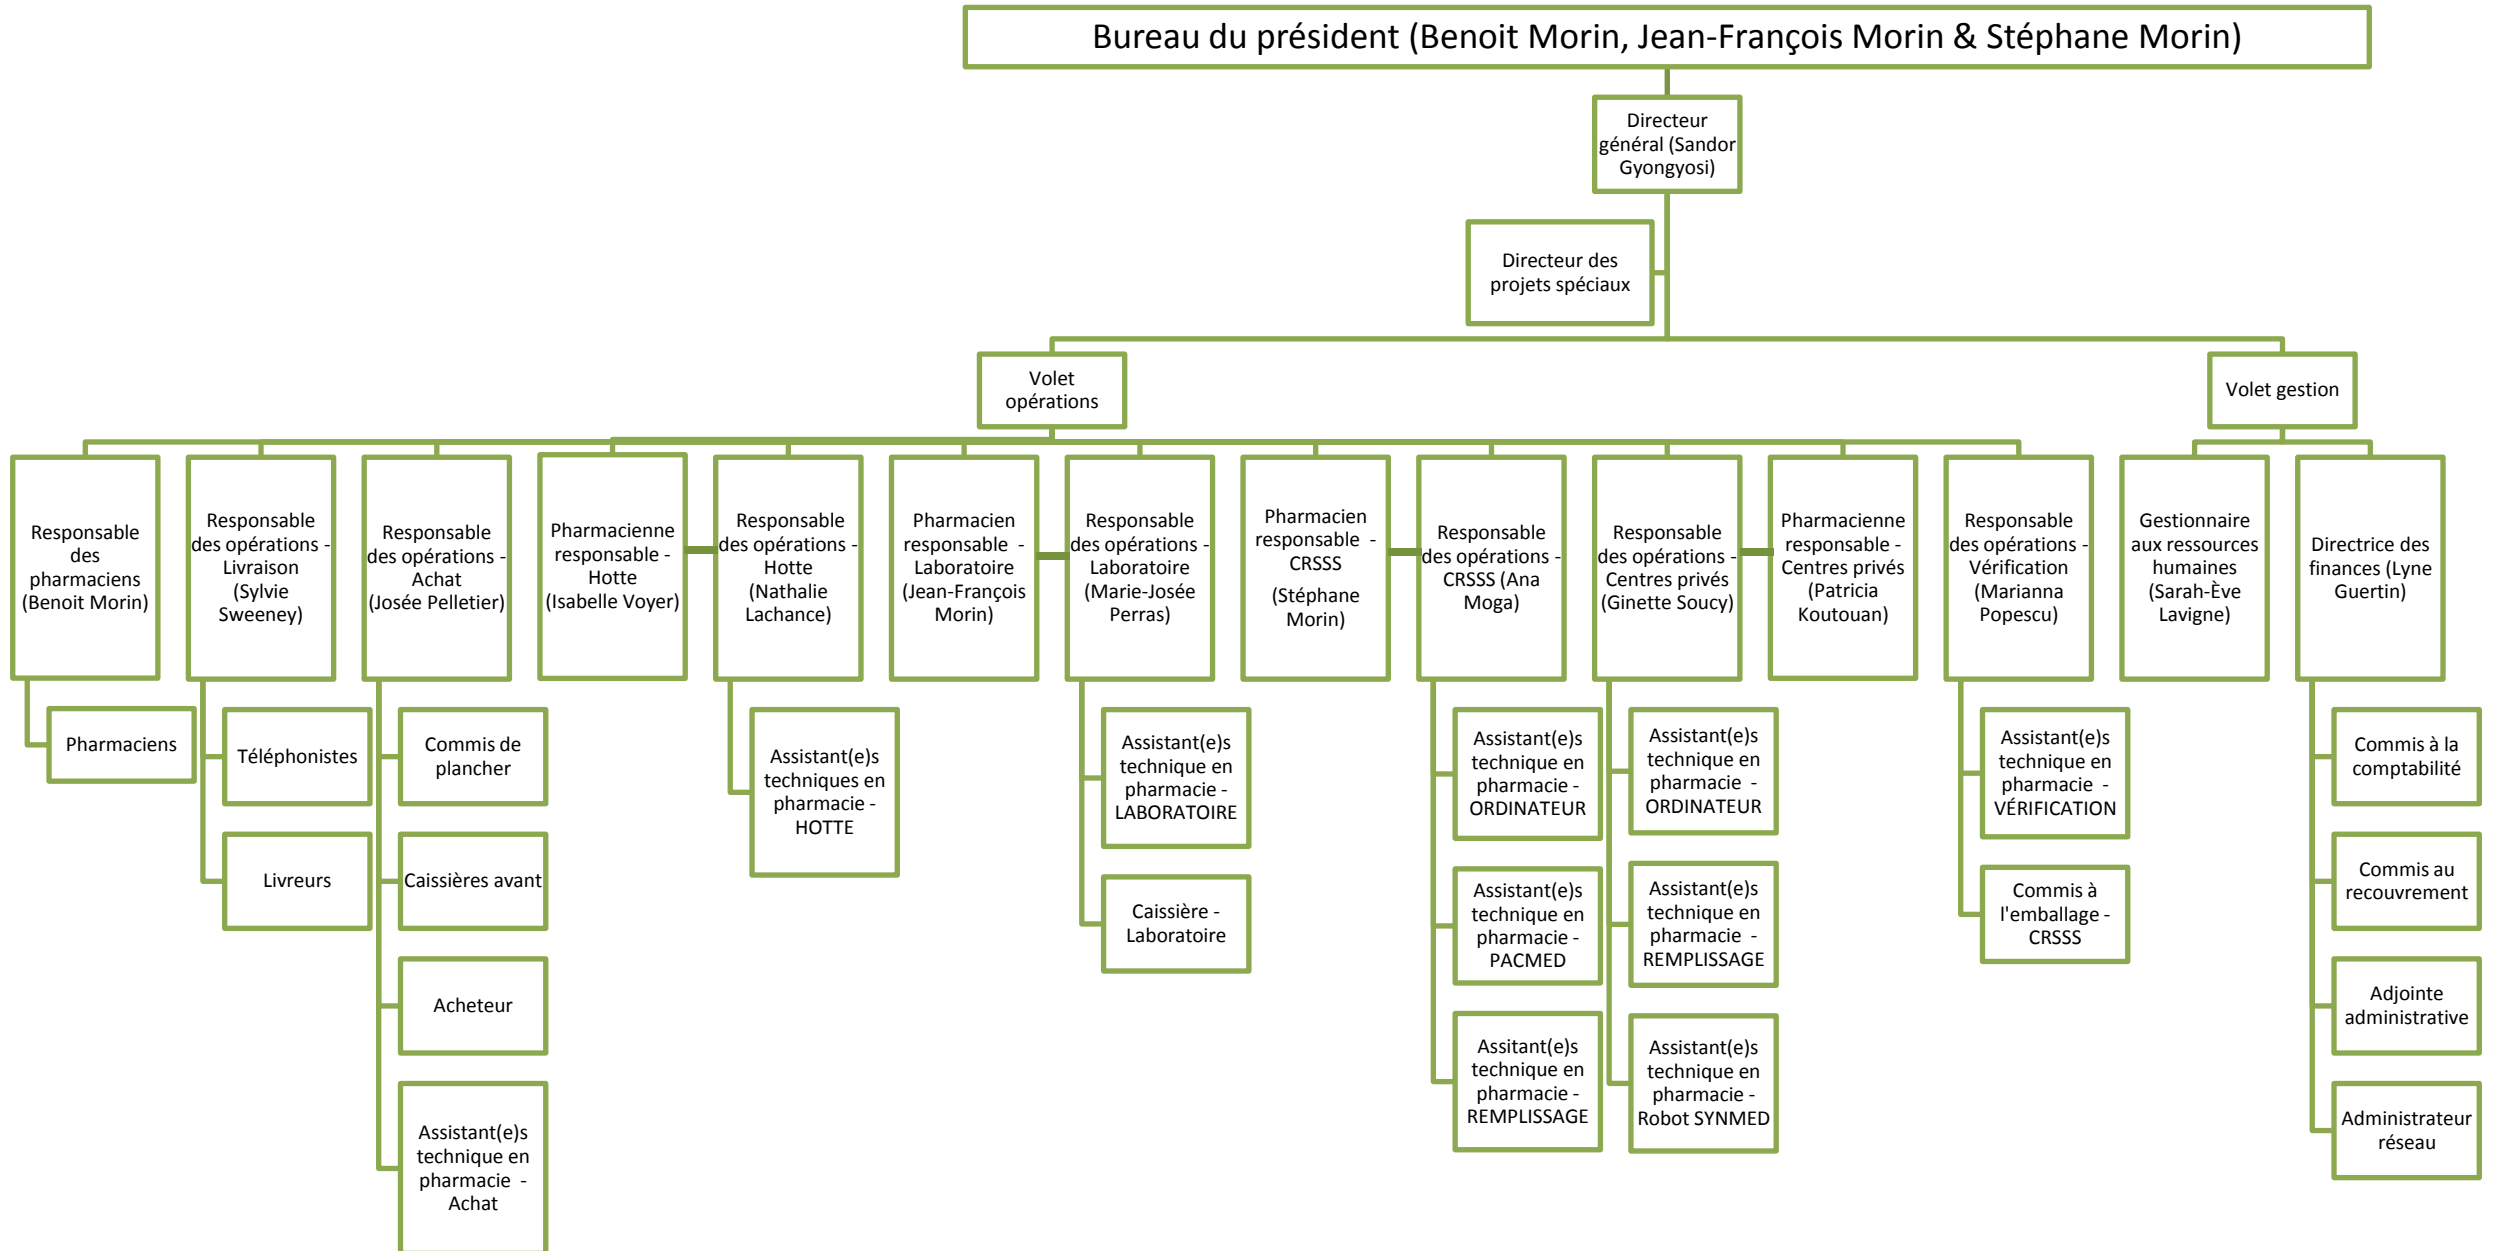 Bureau du président (Benoit Morin, Jean-François Morin & Stéphane Morin)
Directeur
général (Sandor
Gyongyosi)
Directeur des
projets spéciaux
Volet
opérations
Volet gestion
Responsable
des
pharmaciens
(Benoit Morin)
Responsable
des opérations -
Livraison
(Sylvie
Sweeney)
Responsable
des opérations -
Achat
(Josée Pelletier)
Pharmacienne
responsable -
Hotte
(Isabelle Voyer)
Responsable
des opérations -
Hotte
(Nathalie
Lachance)
Pharmacien
responsable -
Laboratoire
(Jean-François
Morin)
Responsable
des opérations -
Laboratoire
(Marie-Josée
Perras)
Pharmacien
responsable -
CRSSS
(Stéphane
Morin)
Responsable
des opérations -
CRSSS (Ana
Moga)
Responsable
des opérations -
Centres privés
(Ginette Soucy)
Pharmacienne
responsable -
Centres privés
(Patricia
Koutouan)
Responsable
des opérations -
Vérification
(Marianna
Popescu)
Gestionnaire
aux ressources
humaines
(Sarah-Ève
Lavigne)
Directrice des
finances (Lyne
Guertin)
Pharmaciens
Téléphonistes
Livreurs
Commis de
plancher
Caissières avant
Acheteur
Assistant(e)s
technique en
pharmacie -
Achat
Assistant(e)s
techniques en
pharmacie -
HOTTE
Assistant(e)s
technique en
pharmacie -
LABORATOIRE
Caissière -
Laboratoire
Assistant(e)s
technique en
pharmacie -
ORDINATEUR
Assistant(e)s
technique en
pharmacie -
PACMED
Assitant(e)s
technique en
pharmacie -
REMPLISSAGE
Assistant(e)s
technique en
pharmacie -
ORDINATEUR
Assistant(e)s
technique en
pharmacie -
REMPLISSAGE
Assistant(e)s
technique en
pharmacie -
Robot SYNMED
Assistant(e)s
technique en
pharmacie -
VÉRIFICATION
Commis à
l'emballage -
CRSSS
Commis à la
comptabilité
Commis au
recouvrement
Adjointe
administrative
Administrateur
réseau